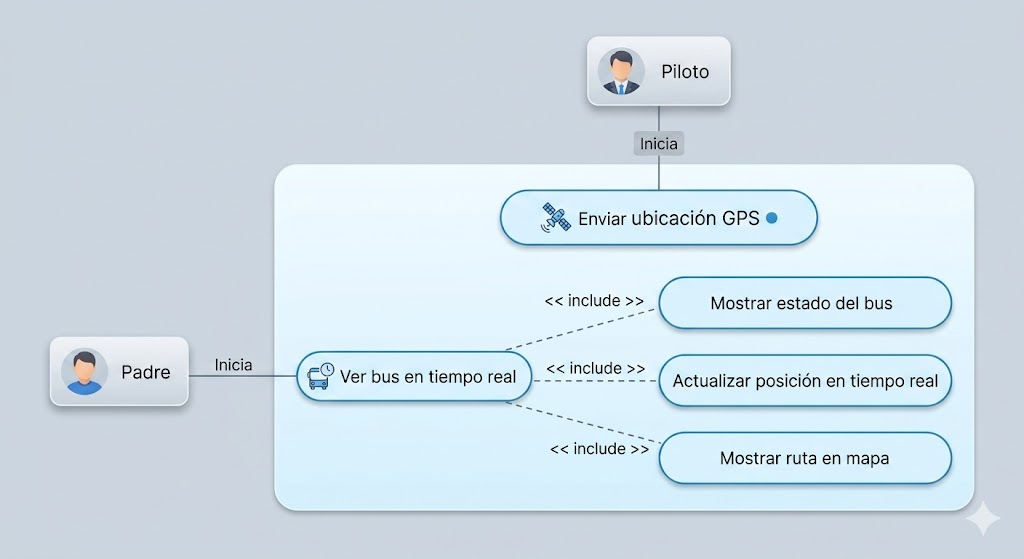 Piloto
Inicia
Enviar ubicación GPS
<< include >>
Mostrar estado del bus
Padre
Inicia
Ver bus en tiempo real
<< include >>
Actualizar posición en tiempo real
<< include >>
Mostrar ruta en mapa